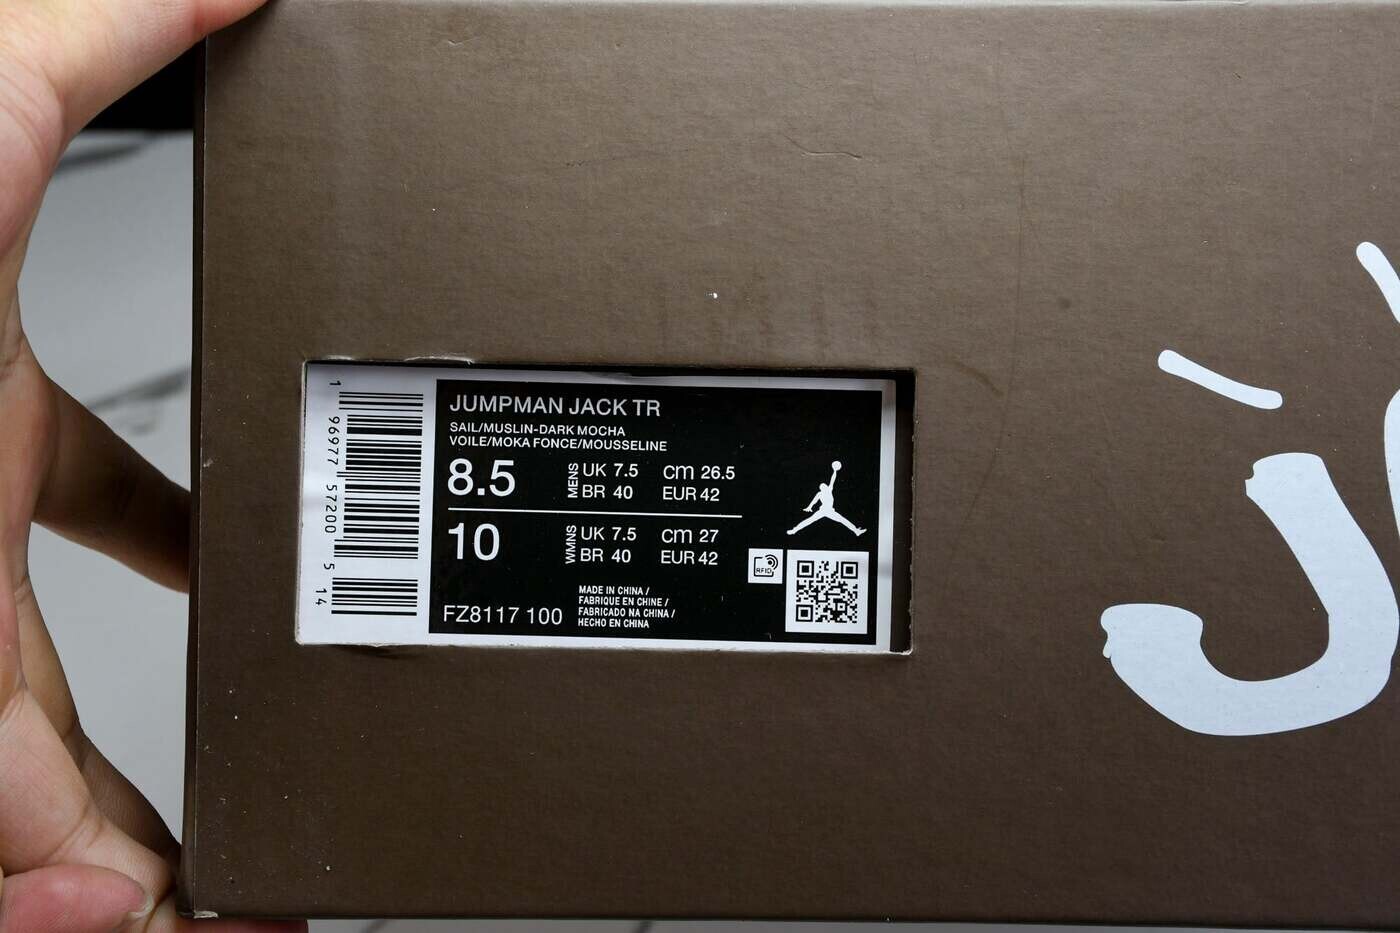 JUMPMAN JACK TR
SAIL/MUSLIN-DARK MOCHA
VOILE/MOKA FONCE/MOUSSELINE
8.5 MENS UK 7.5 cm 26.5
BR 40 EUR 42
10 WMNS UK 7.5 cm 27
BR 40 EUR 42
FZ8117 100
MADE IN CHINA /
FABRIQUE EN CHINE /
FABRICADO NA CHINA /
HECHO EN CHINA
RFID
1 96977 57200 5 14